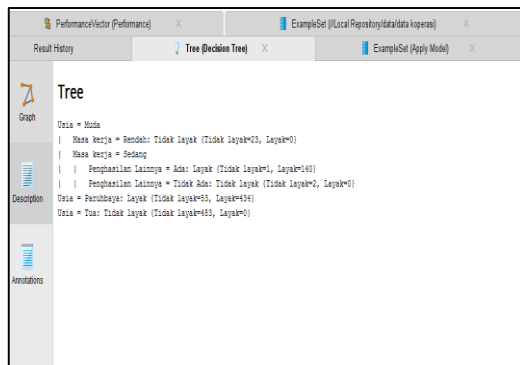 PerformanceVector (Performance)
ExampleSet (//Local Repository/data/data koperasi)
Result History
Tree (Decision Tree)
ExampleSet (Apply Model)
Graph
Description
Annotations
Tree
Usia = Muda
|   Masa kerja = Rendah: Tidak layak {Tidak layak=23, Layak=0}
|   Masa kerja = Sedang
|   |   Penghasilan Lainnya = Ada: Layak {Tidak layak=1, Layak=140}
|   |   Penghasilan Lainnya = Tidak Ada: Tidak layak {Tidak layak=2, Layak=0}
Usia = Paruhbaya: Layak {Tidak layak=53, Layak=434}
Usia = Tua: Tidak layak {Tidak layak=483, Layak=0}